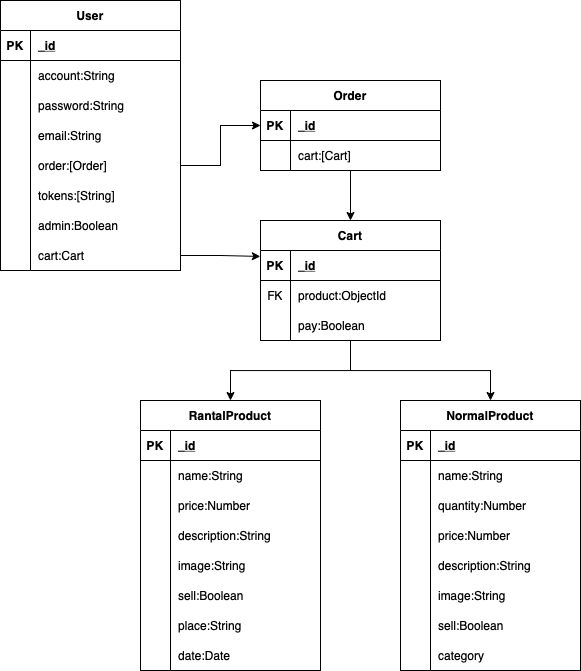 User
PK _id
account:String
password:String
email:String
order:[Order]
tokens:[String]
admin:Boolean
cart:Cart
Order
PK _id
cart:[Cart]
Cart
PK _id
FK product:ObjectId
pay:Boolean
RantalProduct
PK _id
name:String
price:Number
description:String
image:String
sell:Boolean
place:String
date:Date
NormalProduct
PK _id
name:String
quantity:Number
price:Number
description:String
image:String
sell:Boolean
category